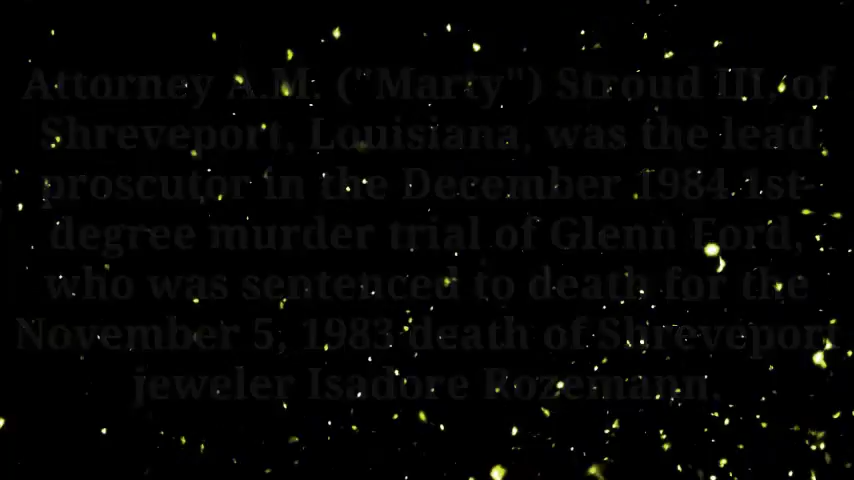 Attorney A.M. ("Marty") Stroud III, of
Shreveport, Louisiana, was the lead
proscutor in the December 1984 1st-
degree murder trial of Glenn Ford,
who was sentenced to death for the
November 5, 1983 death of Shreveport
jeweler Isadore Rozemann.